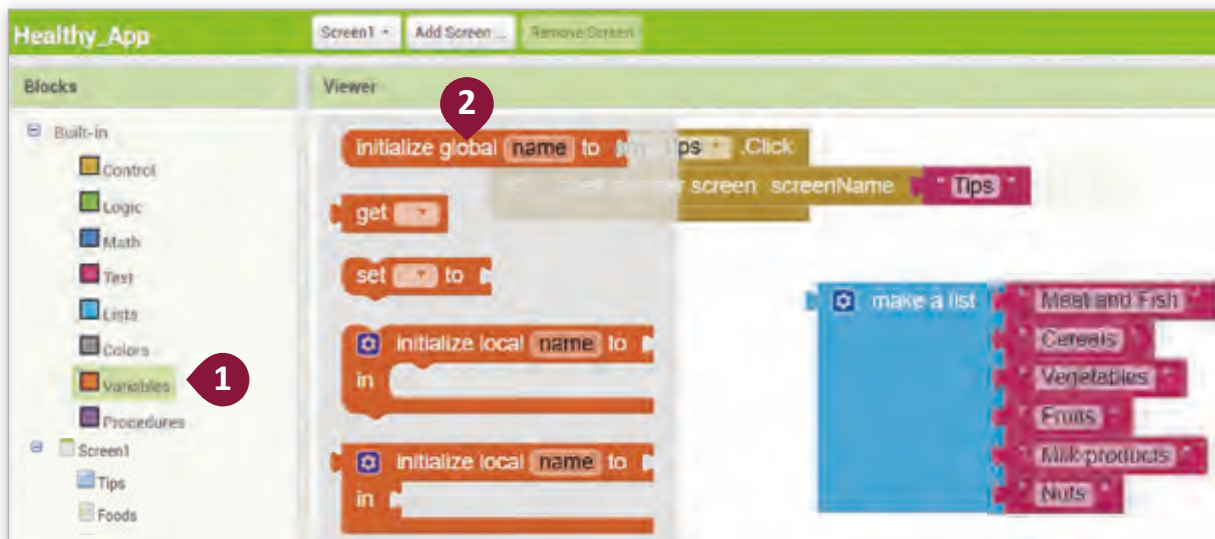 Healthy_App
Screen1 Add Screen ... Remove Screen
Blocks
Viewer
2
Built-in
Control
Logic
Math
Text
Lists
Colors
Variables
1
Procedures
Screen1
Tips
Foods
initialize global name to
get
set to
initialize local name to
in
initialize local name to
in
ps .Click
er screen screenName " Tips "
make a list " Meat and Fish "
" Cereals "
" Vegetables "
" Fruits "
" Milk products "
" Nuts "